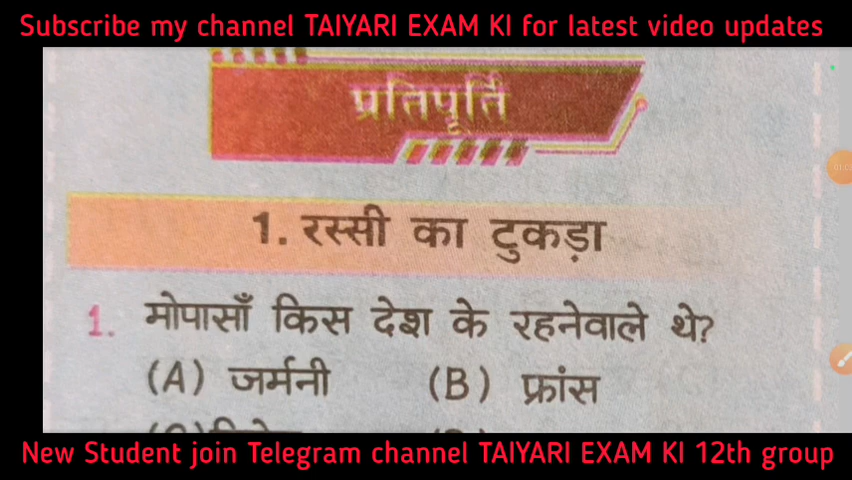 Subscribe my channel TAIYARI EXAM KI for latest video updates
प्रतिपूर्ति
1. रस्सी का टुकड़ा
1. मोपासाँ किस देश के रहनेवाले थे?
(A) जर्मनी (B) फ्रांस
New Student join Telegram channel TAIYARI EXAM KI 12th group